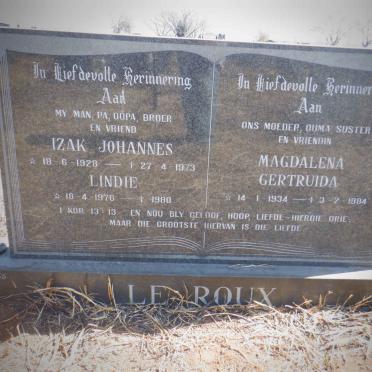 In Liefdevolle Herinnering
Aan
MY MAN, PA, OUPA, BROER
EN VRIEND
IZAK JOHANNES
☆ 18-6-1929 – † 27-4-1973
LINDIE
☆ 18-4-1976 – † 1980
In Liefdevolle Herinner
Aan
ONS MOEDER, OUMA SUSTER
EN VRIENDIN
MAGDALENA
GERTRUIDA
☆ 14-1-1934 – † 3-2-1984
1 KOR 13:13 EN NOU BLY GELOOF, HOOP, LIEFDE-HIERDIE DRIE;
MAAR DIE GROOTSTE HIERVAN IS DIE LIEFDE
LE ROUX